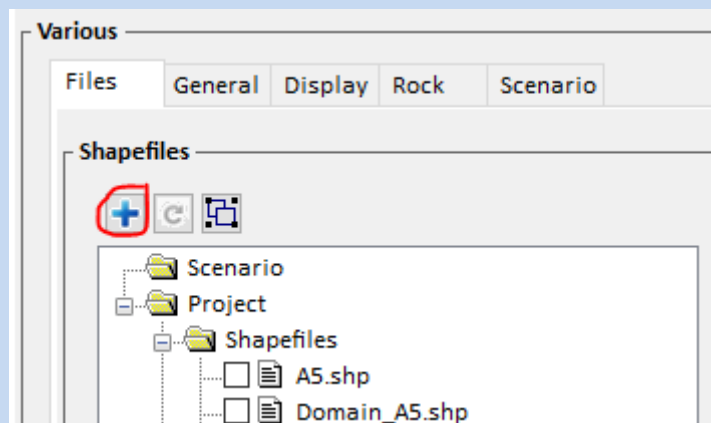 Various
Files General Display Rock Scenario
Shapefiles
Scenario
Project
Shapefiles
A5.shp
Domain_A5.shp